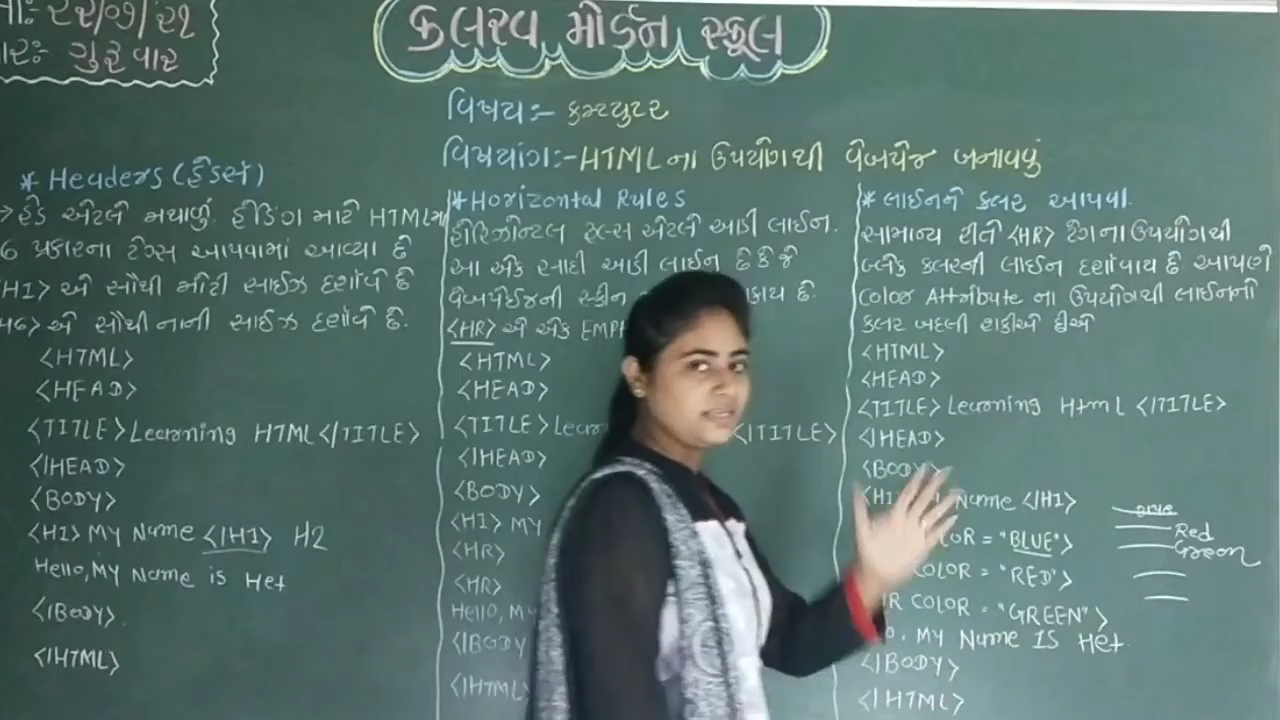 તા: ૨૨/૦૭/૨૧
વાર: ગુરૂવાર
કલરવ મોર્ડન સ્કૂલ
વિષય:- કમ્પ્યુટર
વિષયાંગ:- HTML ના ઉપયોગથી વેબપેજ બનાવવું
* Headers (હેડર્સ)
→ હેડ એટલે મથાળું. હેડિંગ માટે HTMLમાં
6 પ્રકારના ટેગ્સ આપવામાં આવ્યા છે
H1> એ સૌથી મોટી સાઈઝ દર્શાવે છે
H6> એ સૌથી નાની સાઈઝ દર્શાવે છે.
<HTML>
<HEAD>
<TITLE> Learning HTML </TITLE>
</HEAD>
<BODY>
<H1> MY Name </H1> H2
Hello, MY Name is Het
</BODY>
</HTML>
* Horizontal Rules
હોરિઝોન્ટલ રૂલ્સ એટલે આડી લાઈન.
આ એક સાદી આડી લાઈન છે કે જે
વેબપેઈજની સ્ક્રીન
<HR> એ એક
<HTML>
<HEAD>
<TITLE> </TITLE>
</HEAD>
<BODY>
<H1> MY
<HR>
<HR>
Hello, MY
</BODY
</HTML>
* લાઈનને કલર આપવા.
સામાન્ય રીતે <HR> ટેગના ઉપયોગથી
બ્લેક કલરની લાઈન દર્શાવાય છે આપણે
Color Attribute ના ઉપયોગથી લાઈનનો
કલર બદલી શકીએ છીએ
<HTML>
<HEAD>
<TITLE> Learning Html </TITLE>
</HEAD>
<BODY>
<H1 Name </H1>
= "BLUE">
COLOR = "RED">
HR COLOR = "GREEN">
MY Name IS Het.
</BODY>
</HTML>
Red
Green